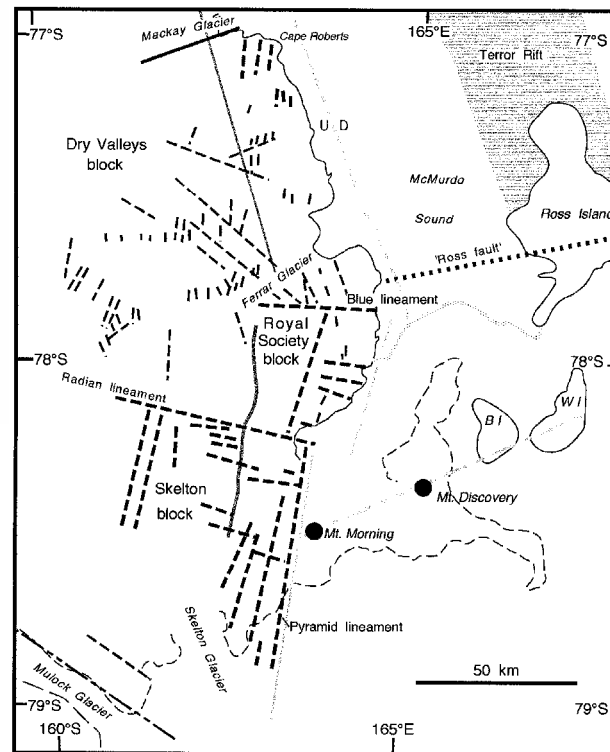 165°E
77°S
77°S
Mackay Glacier
Cape Roberts
Terror Rift
U D
Dry Valleys
block
McMurdo
Sound
Ross Island
'Ross fault'
Ferrar Glacier
Blue lineament
Royal
Society
block
78°S
78°S
Radian lineament
B I
W I
Skelton
block
Mt. Discovery
Mt. Morning
Skelton Glacier
Pyramid lineament
50 km
Mulock Glacier
79°S
79°S
160°S
165°E